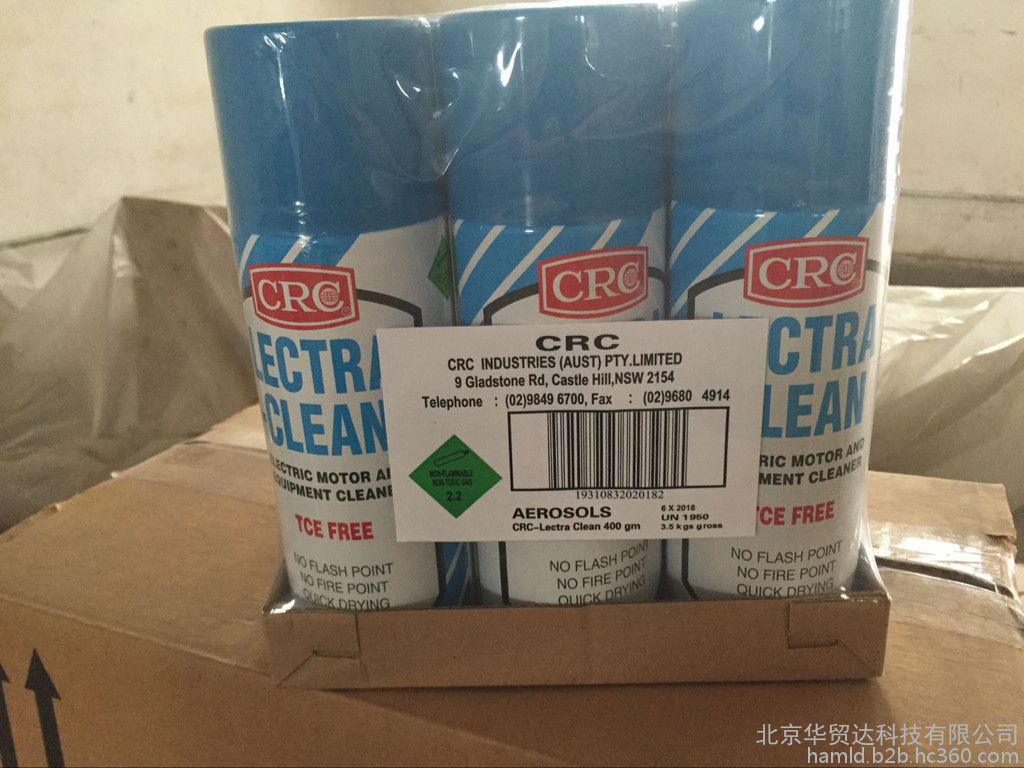 CRC
LECTRA
-CLEAN
ELECTRIC MOTOR AN
EQUIPMENT CLEANE
TCE FREE
NO FLASH POINT
NO FIRE POINT
QUICK DRYING
CRC
NO FLASH POINT
NO FIRE POINT
QUICK DRYING
CRC
LECTRA
LEAN
RIC MOTOR AND
EQUIPMENT CLEANER
TCE FREE
NO FLASH POINT
NO FIRE POINT
QUICK DRYING
CRC
CRC INDUSTRIES (AUST) PTY.LIMITED
9 Gladstone Rd, Castle Hill,NSW 2154
Telephone : (02)9849 6700, Fax : (02)9680 4914
NON-FLAMMABLE
NON-TOXIC GAS
2.2
19310832020182
AEROSOLS
CRC-Lectra Clean 400 gm
6 X 2018
UN 1950
3.5 kgs gross
北京华贸达科技有限公司
hamld.b2b.hc360.com